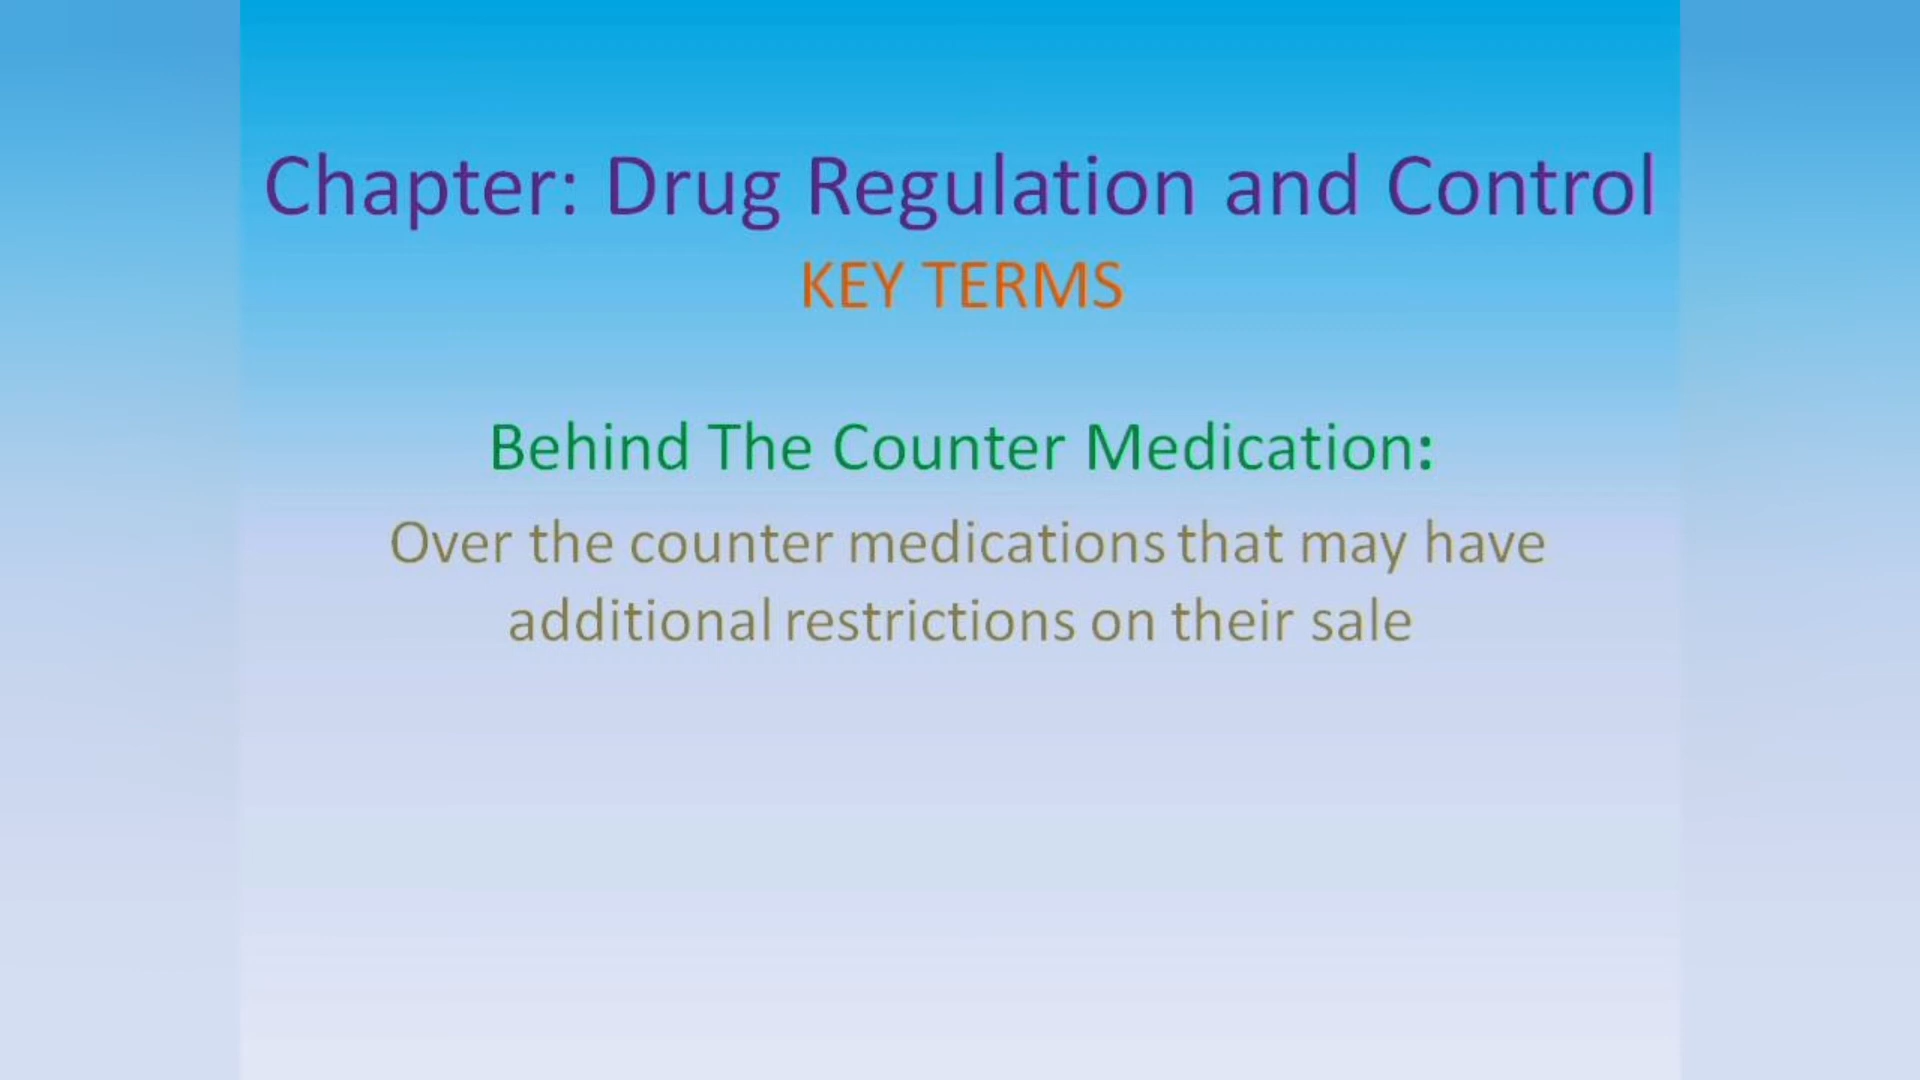 Chapter: Drug Regulation and Control
KEY TERMS
Behind The Counter Medication:
Over the counter medications that may have
additional restrictions on their sale